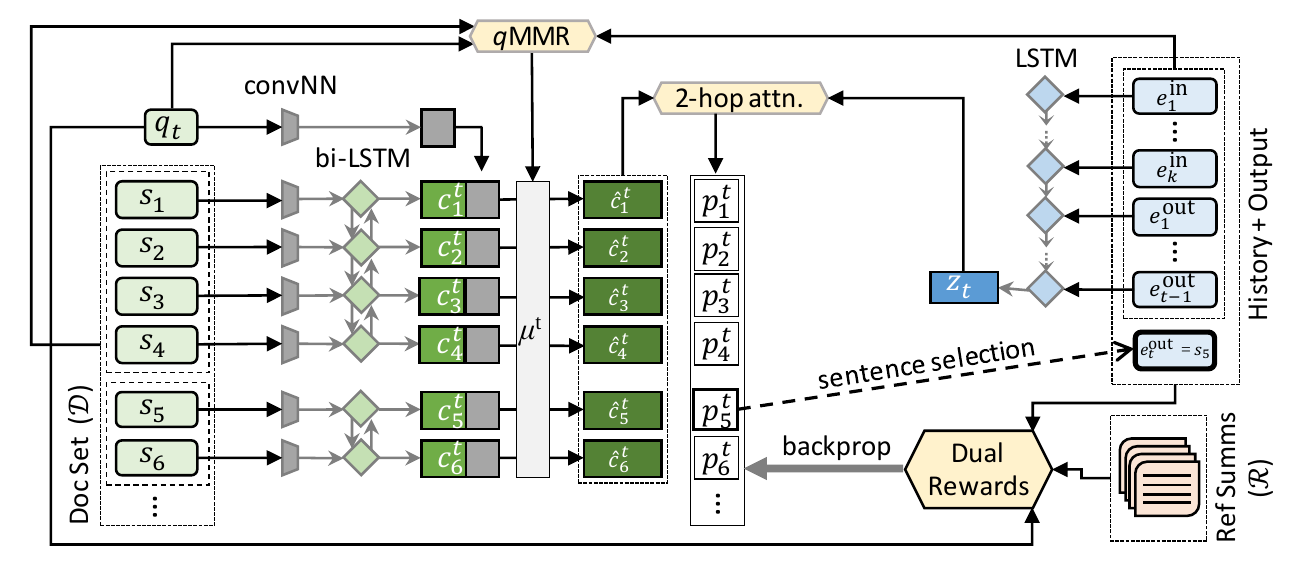 qMMR
LSTM
convNN
2-hop attn.
q_t
bi-LSTM
e_1^in
⋮
e_k^in
e_1^out
⋮
e_{t-1}^out
e_t^out = s_5
History + Output
s_1
s_2
s_3
s_4
s_5
s_6
⋮
Doc Set (𝒟)
c_1^t
c_2^t
c_3^t
c_4^t
c_5^t
c_6^t
μ^t
ĉ_1^t
ĉ_2^t
ĉ_3^t
ĉ_4^t
ĉ_5^t
ĉ_6^t
p_1^t
p_2^t
p_3^t
p_4^t
p_5^t
p_6^t
⋮
z_t
sentence selection
backprop
Dual
Rewards
Ref Summs
(ℛ)